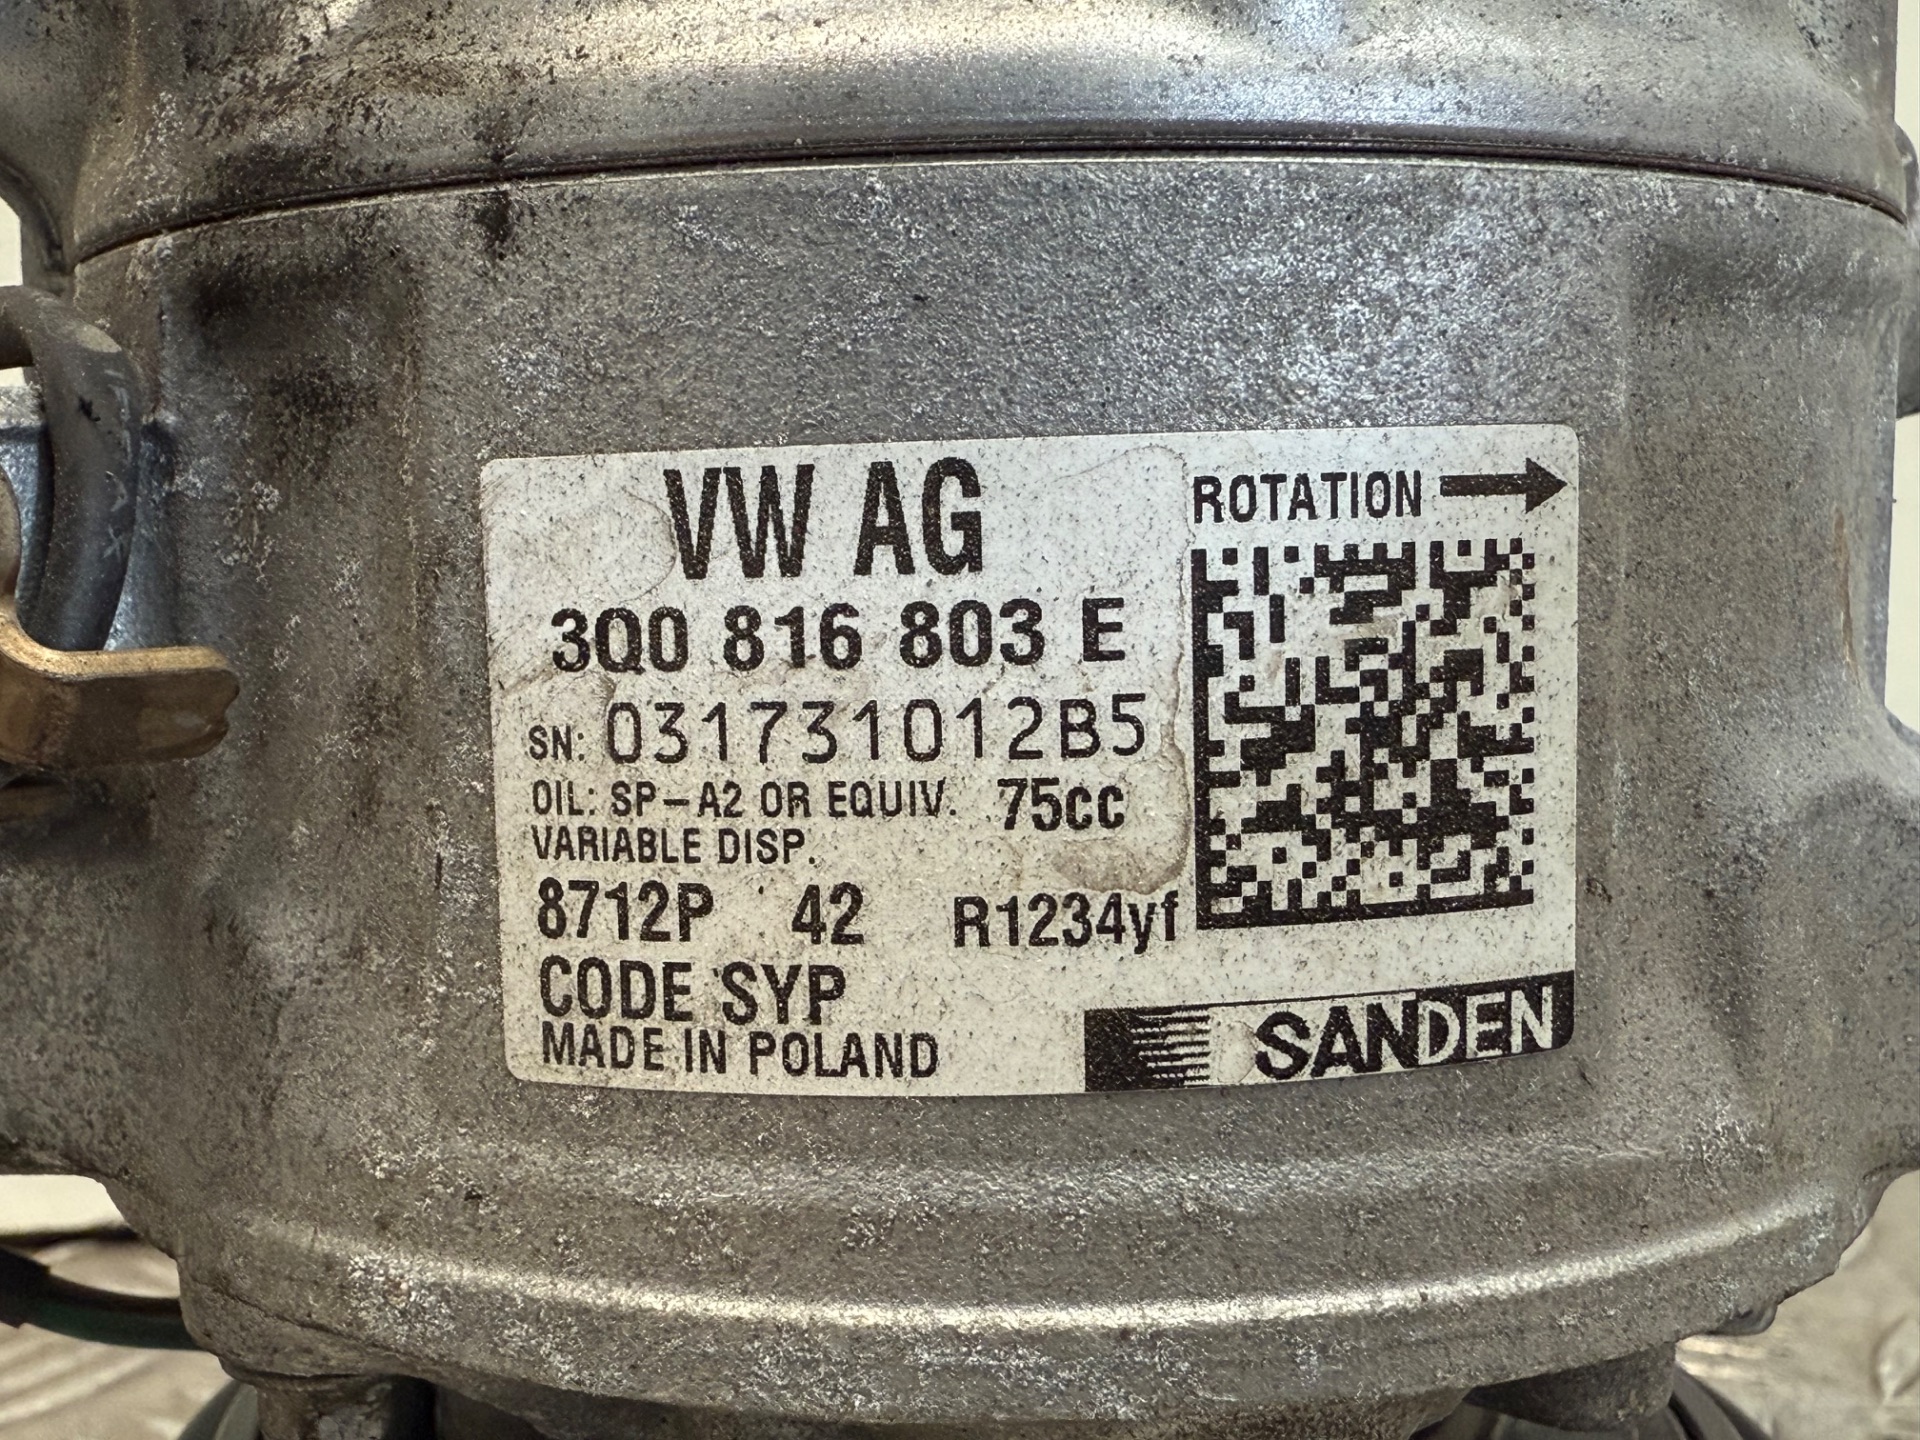 VW AG
ROTATION
3Q0 816 803 E
SN: 031731012B5
OIL: SP-A2 OR EQUIV. 75cc
VARIABLE DISP.
8712P 42 R1234yf
CODE SYP
MADE IN POLAND
SANDEN